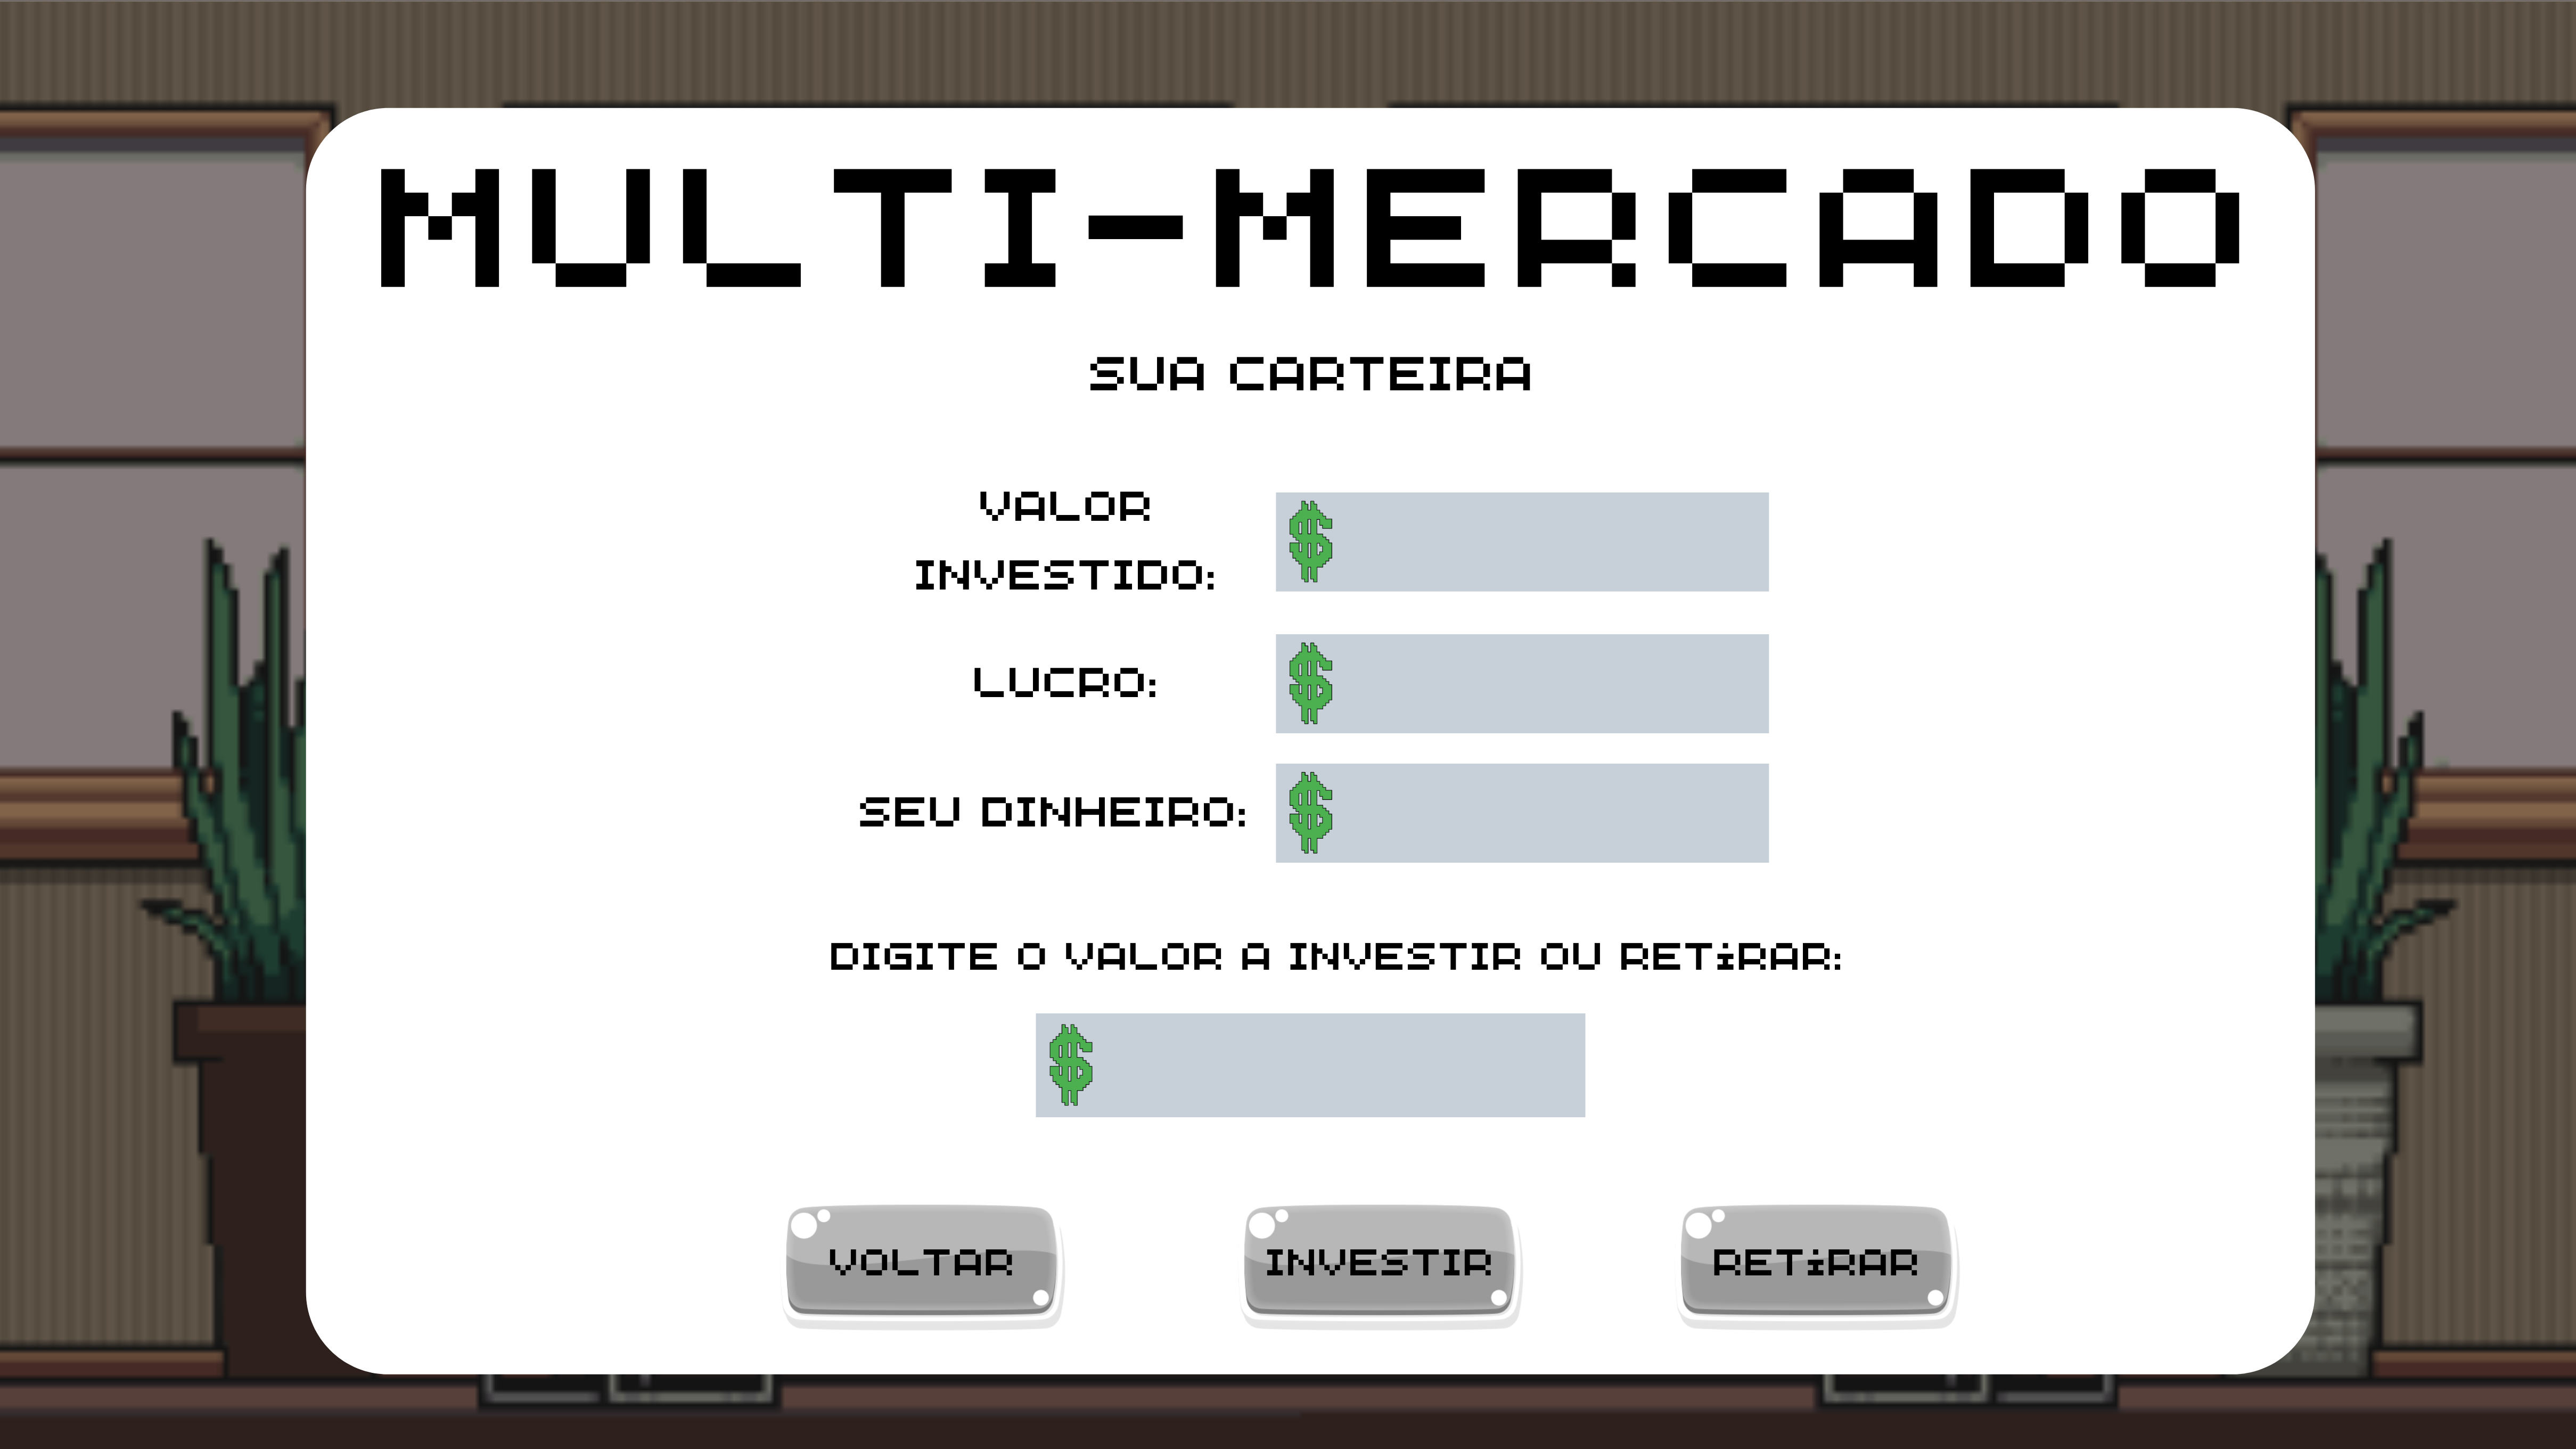 MULTI-MERCADO
SUA CARTEIRA
VALOR
INVESTIDO:
$
LUCRO:
$
SEU DINHEIRO:
$
DIGITE O VALOR A INVESTIR OU RETiRAR:
$
VOLTAR
INVESTIR
RETiRAR